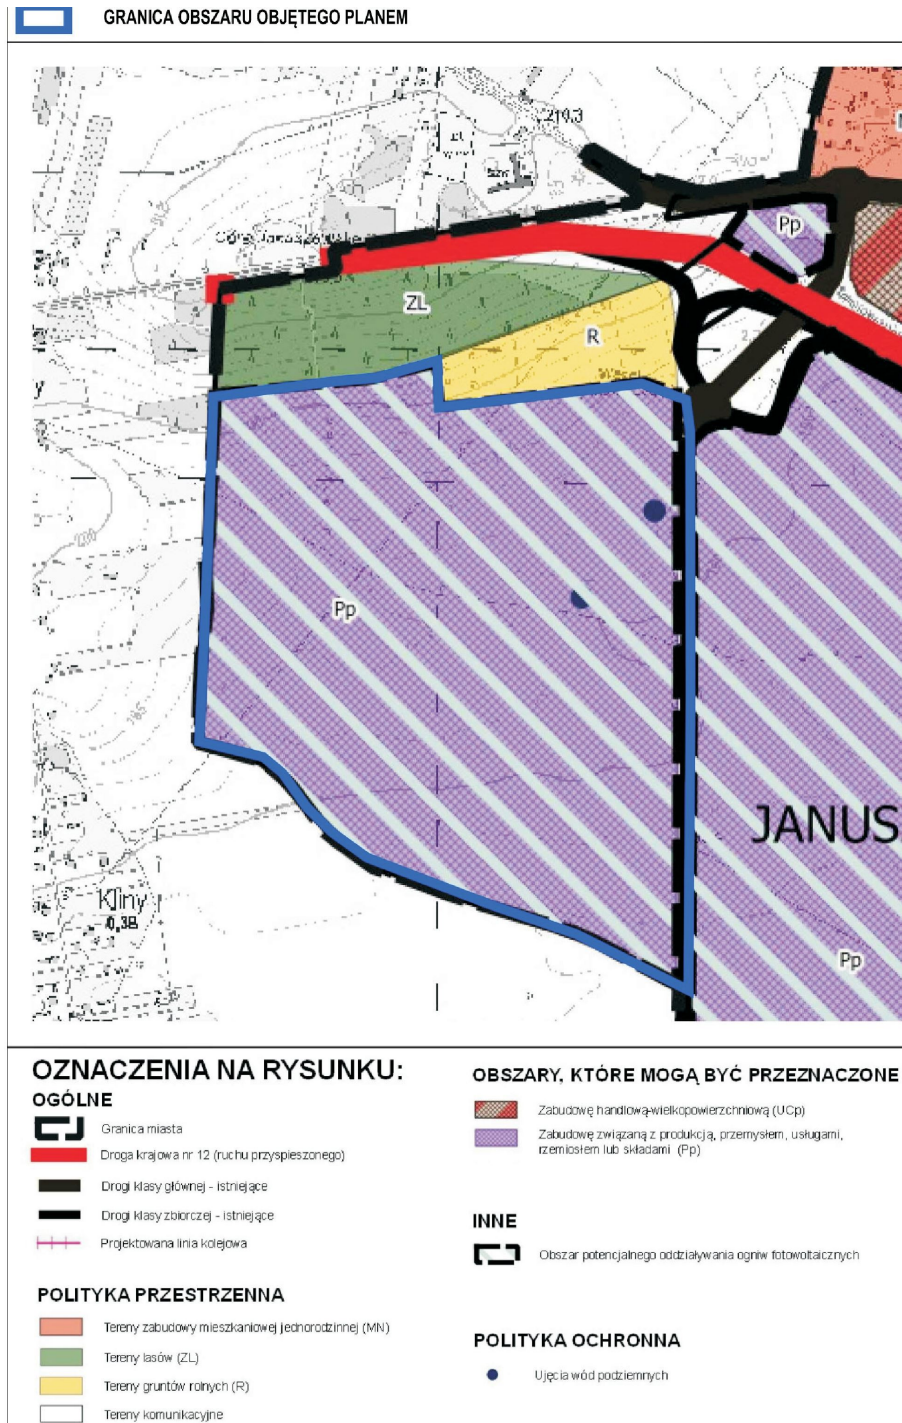 GRANICA OBSZARU OBJĘTEGO PLANEM
210.3
Pp
ZL
R
Pp
JANUS
Kliny
0,38
Pp
OZNACZENIA NA RYSUNKU:
OGÓLNE
Granica miasta
Droga krajowa nr 12 (ruchu przyspieszonego)
Drogi klasy głównej - istniejące
Drogi klasy zbiorczej - istniejące
Projektowana linia kolejowa
POLITYKA PRZESTRZENNA
Tereny zabudowy mieszkaniowej jednorodzinnej (MN)
Tereny lasów (ZL)
Tereny gruntów rolnych (R)
Tereny komunikacyjne
OBSZARY, KTÓRE MOGĄ BYĆ PRZEZNACZONE
Zabudowę handlową-wielkopowierzchniową (UCp)
Zabudowę związaną z produkcją, przemysłem, usługami,
rzemiosłem lub składami (Pp)
INNE
Obszar potencjalnego oddziaływania ogniw fotowoltaicznych
POLITYKA OCHRONNA
Ujęcia wód podziemnych